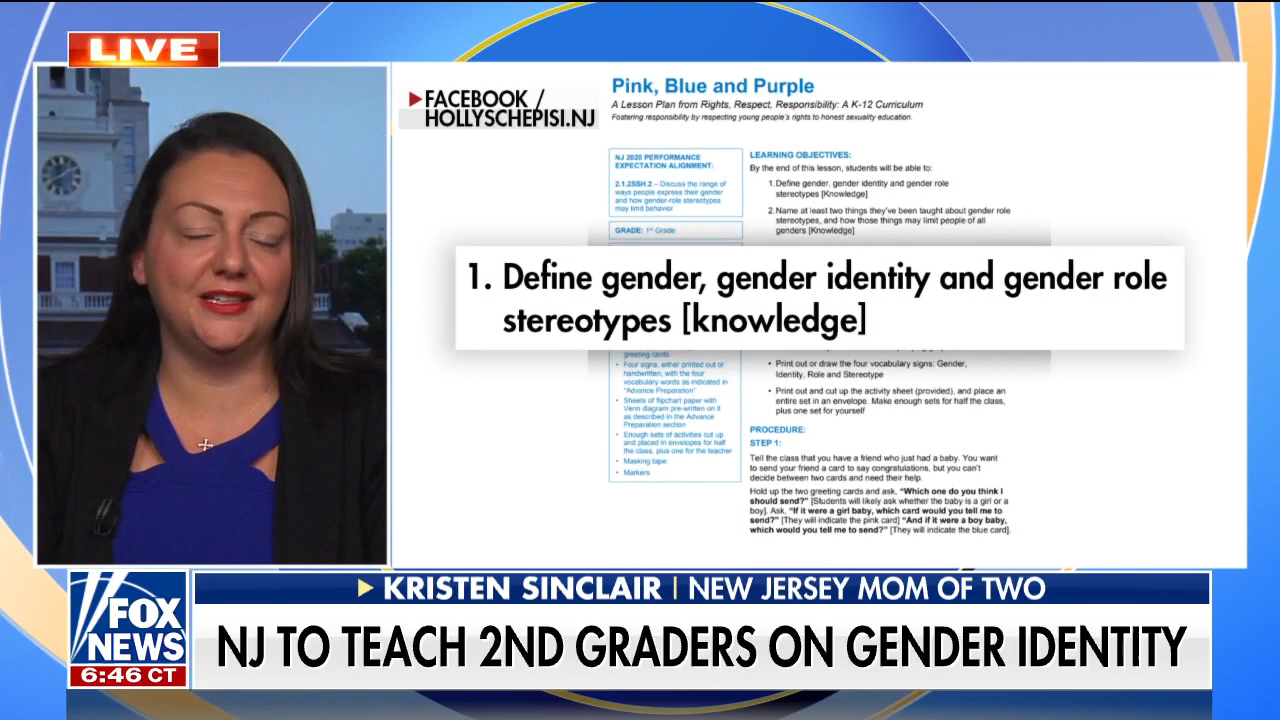 LIVE
FACEBOOK /
HOLLYSCHEPISI.NJ
Pink, Blue and Purple
A Lesson Plan from Rights, Respect, Responsibility: A K-12 Curriculum
Fostering responsibility by respecting young people's rights to honest sexuality education.
NJ 2020 PERFORMANCE
EXPECTATION ALIGNMENT:
2.1.2SSH.2 – Discuss the range of
ways people express their gender
and how gender-role stereotypes
may limit behavior
GRADE: 1st Grade
LEARNING OBJECTIVES:
By the end of this lesson, students will be able to:
1.Define gender, gender identity and gender role
stereotypes [Knowledge]
2.Name at least two things they've been taught about gender role
stereotypes, and how those things may limit people of all
genders [Knowledge]
1. Define gender, gender identity and gender role
stereotypes [knowledge]
greeting cards
• Four signs, either printed out or
handwritten, with the four
vocabulary words as indicated in
"Advance Preparation"
• Sheets of flipchart paper with
Venn diagram pre-written on it
as described in the Advance
Preparation section
• Enough sets of activities cut up
and placed in envelopes for half
the class, plus one for the teacher
• Masking tape
• Markers
• Print out or draw the four vocabulary signs: Gender,
Identity, Role and Stereotype
• Print out and cut up the activity sheet (provided), and place an
entire set in an envelope. Make enough sets for half the class,
plus one set for yourself
PROCEDURE:
STEP 1:
Tell the class that you have a friend who just had a baby. You want
to send your friend a card to say congratulations, but you can't
decide between two cards and need their help.
Hold up the two greeting cards and ask, "Which one do you think I
should send?" [Students will likely ask whether the baby is a girl or a
boy]. Ask, "If it were a girl baby, which card would you tell me to
send?" [They will indicate the pink card] "And if it were a boy baby,
which would you tell me to send?" [They will indicate the blue card].
KRISTEN SINCLAIR | NEW JERSEY MOM OF TWO
FOX
NEWS
6:46 CT
NJ TO TEACH 2ND GRADERS ON GENDER IDENTITY